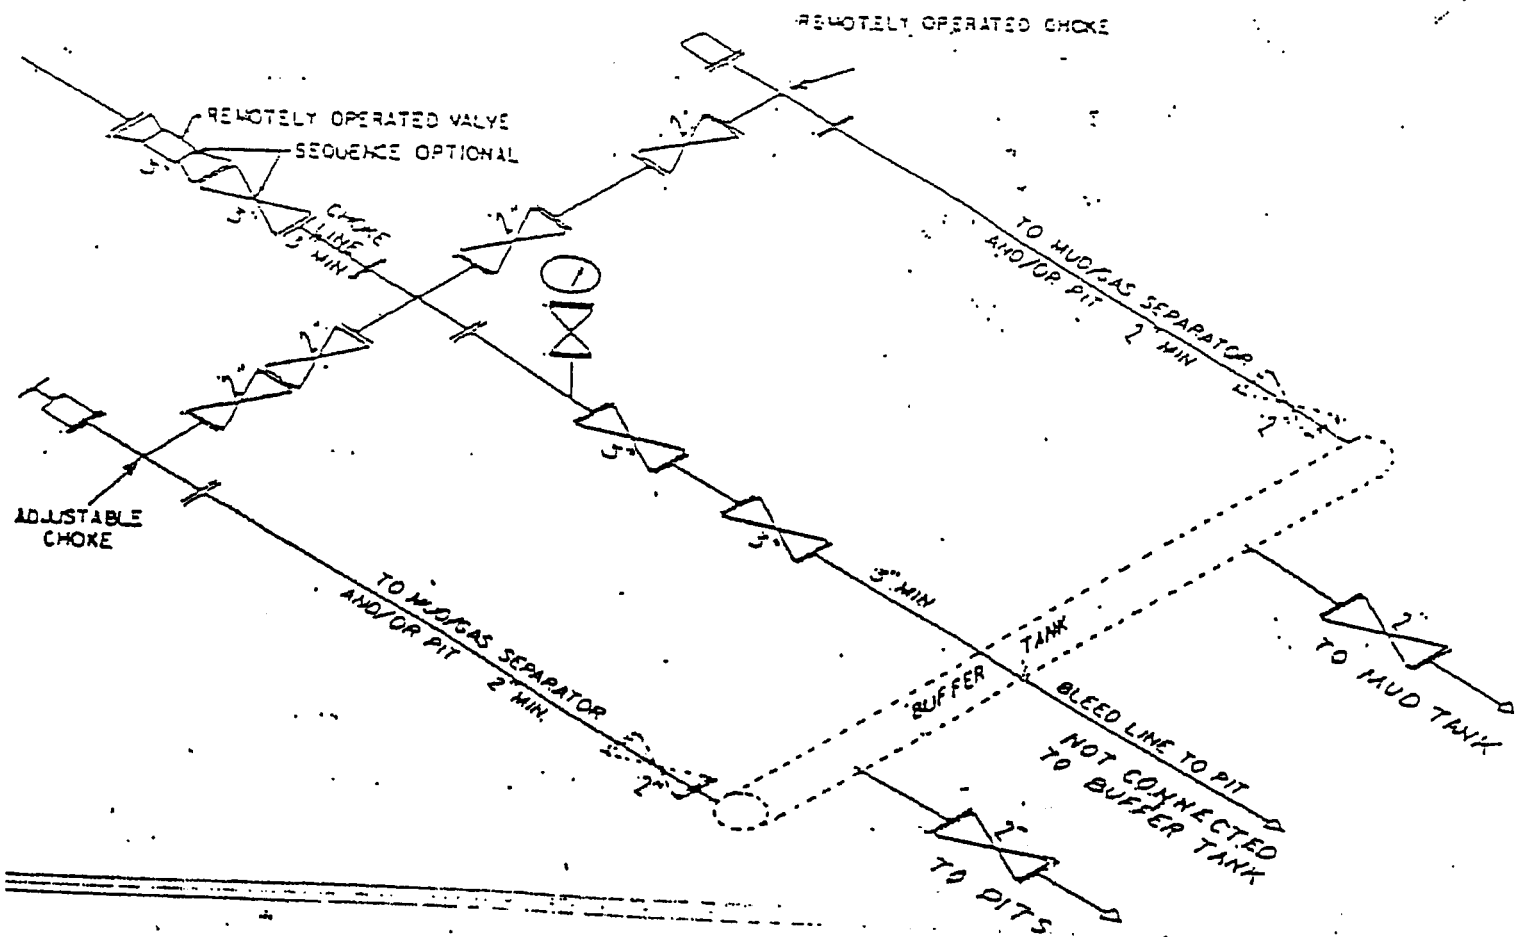 REMOTELY OPERATED CHOKE
REMOTELY OPERATED VALVE
SEQUENCE OPTIONAL
3"
3"
CHOKE
LINE
3" MIN
2"
2"
2"
2"
ADJUSTABLE
CHOKE
TO MUD/GAS SEPARATOR
AND/OR PIT
2" MIN
2"
3"
3"
3" MIN
TO MUD/GAS SEPARATOR
AND/OR PIT
2" MIN.
2"
BUFFER TANK
BLEED LINE TO PIT
NOT CONNECTED
TO BUFFER TANK
2"
TO MUD TANK
2"
TO PITS